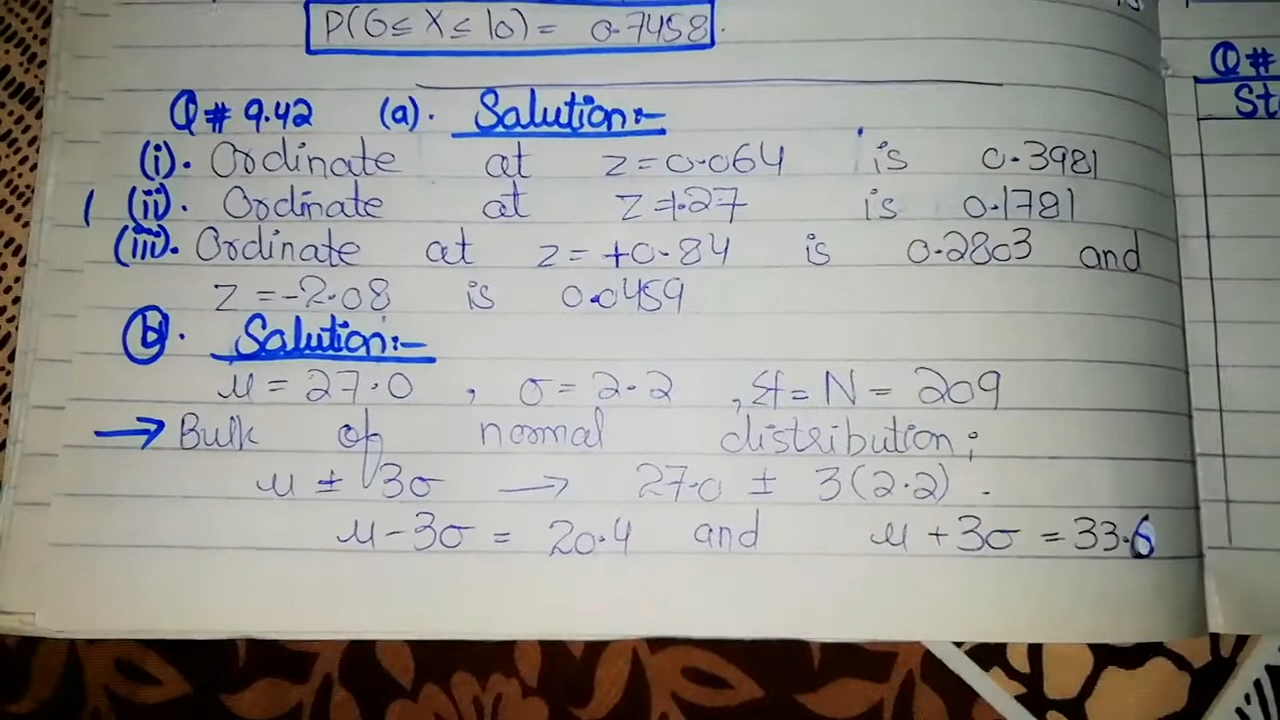 P(6≤ X ≤ 10) = 0.7458.
Q # 9.42 (a). Salution:-
(i). Ordinate at z=0.064 is 0.3981
(ii). Ordinate at z=1.27 is 0.1781
(iii). Ordinate at z = +0.84 is 0.2803 and
z = -2.08 is 0.0459
(b). Salution:-
μ = 27.0 , σ = 2.2 , Σf = N = 209
→ Bulk of normal distribution;
μ ± 3σ → 27.0 ± 3(2.2) .
μ - 3σ = 20.4 and μ + 3σ = 33.6
Q #